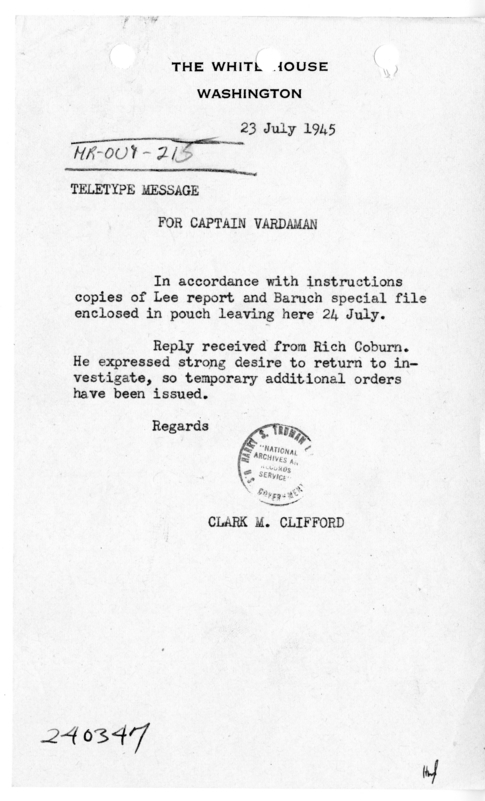 THE WHITE HOUSE
WASHINGTON
23 July 1945
MR-OUT-215
TELETYPE MESSAGE
FOR CAPTAIN VARDAMAN
In accordance with instructions
copies of Lee report and Baruch special file
enclosed in pouch leaving here 24 July.
Reply received from Rich Coburn.
He expressed strong desire to return to in-
vestigate, so temporary additional orders
have been issued.
Regards
HARRY S. TRUMAN
"NATIONAL
ARCHIVES A
RECORDS
SERVICE"
CLARK M. CLIFFORD
240347